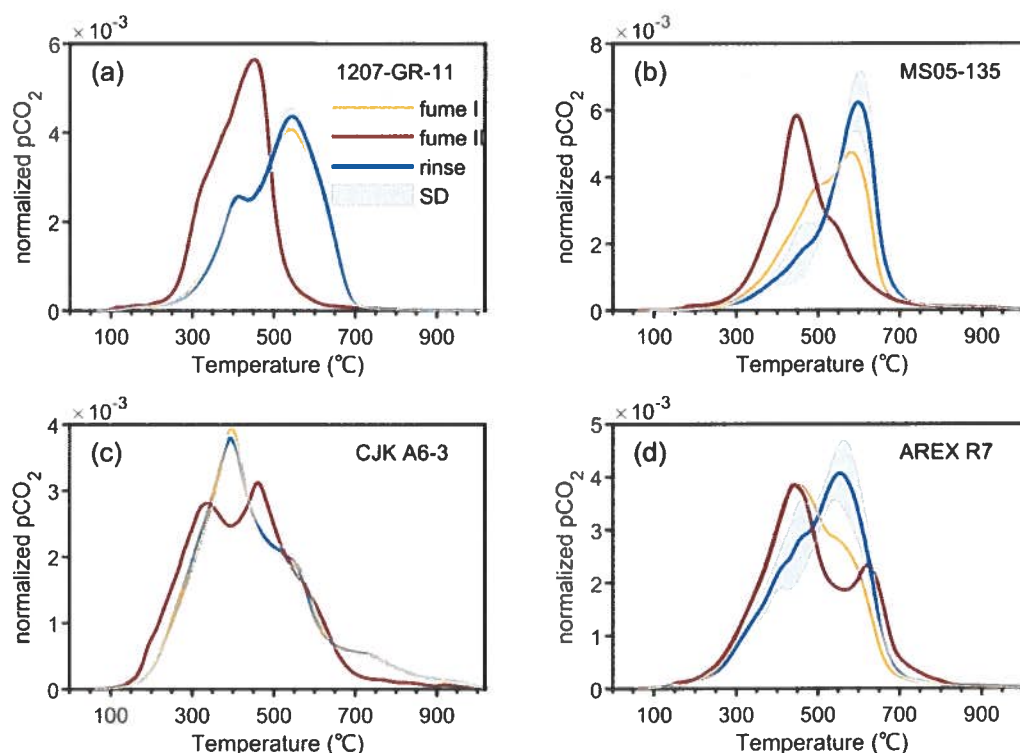 × 10⁻³
(a)
1207-GR-11
fume I
fume II
rinse
SD
6
4
2
0
normalized pCO₂
100 300 500 700 900
Temperature (℃)
× 10⁻³
(b)
MS05-135
8
6
4
2
0
normalized pCO₂
100 300 500 700 900
Temperature (℃)
× 10⁻³
(c)
CJK A6-3
4
3
2
1
0
normalized pCO₂
100 300 500 700 900
Temperature (℃)
× 10⁻³
(d)
AREX R7
5
4
3
2
1
0
normalized pCO₂
100 300 500 700 900
Temperature (℃)